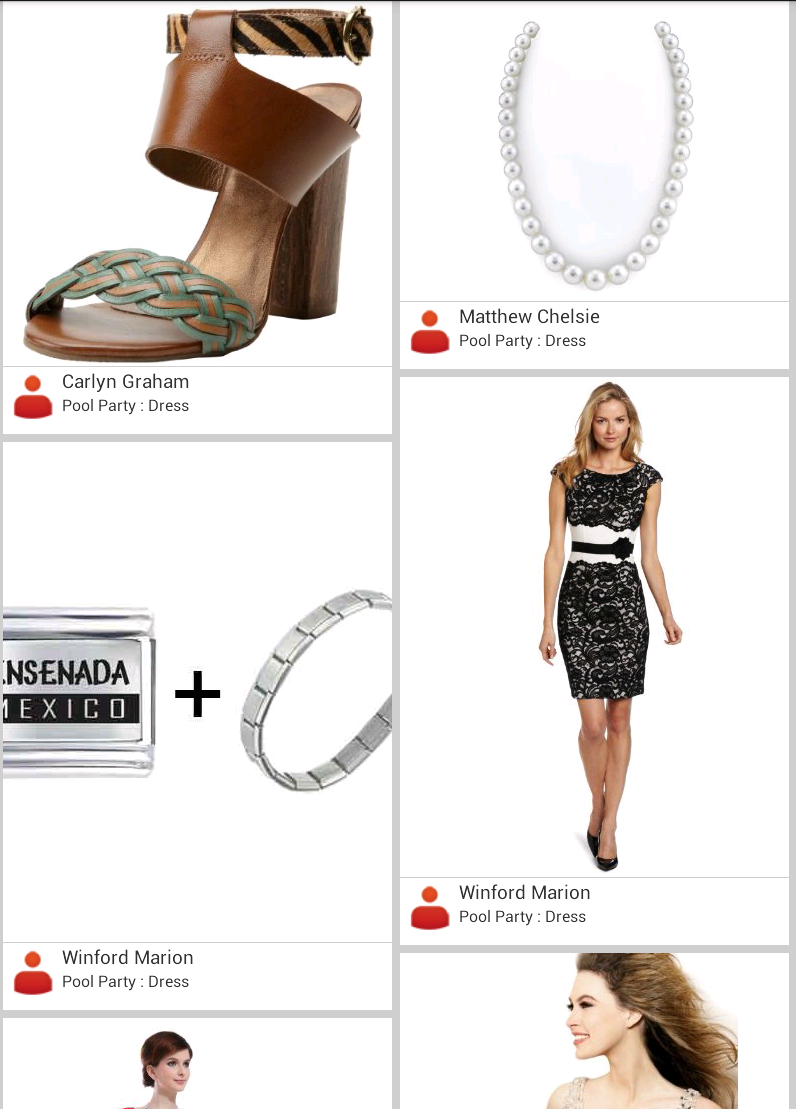 Carlyn Graham
Pool Party : Dress
Matthew Chelsie
Pool Party : Dress
ENSENADA
MEXICO
+
Winford Marion
Pool Party : Dress
Winford Marion
Pool Party : Dress